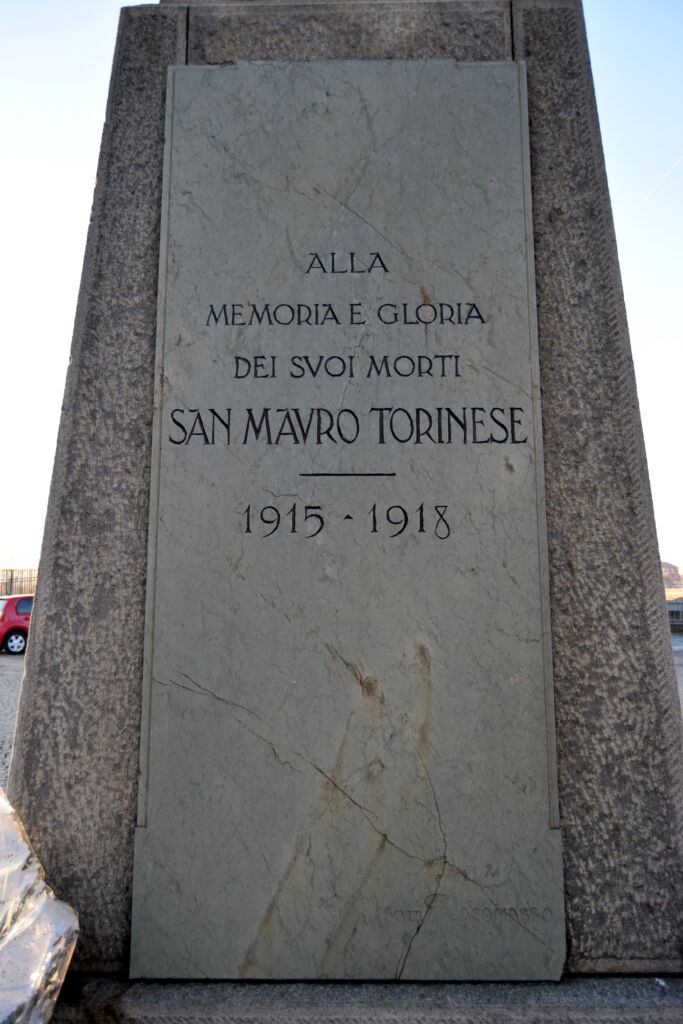 ALLA
MEMORIA E GLORIA
DEI SVOI MORTI
SAN MAVRO TORINESE
1915 - 1918